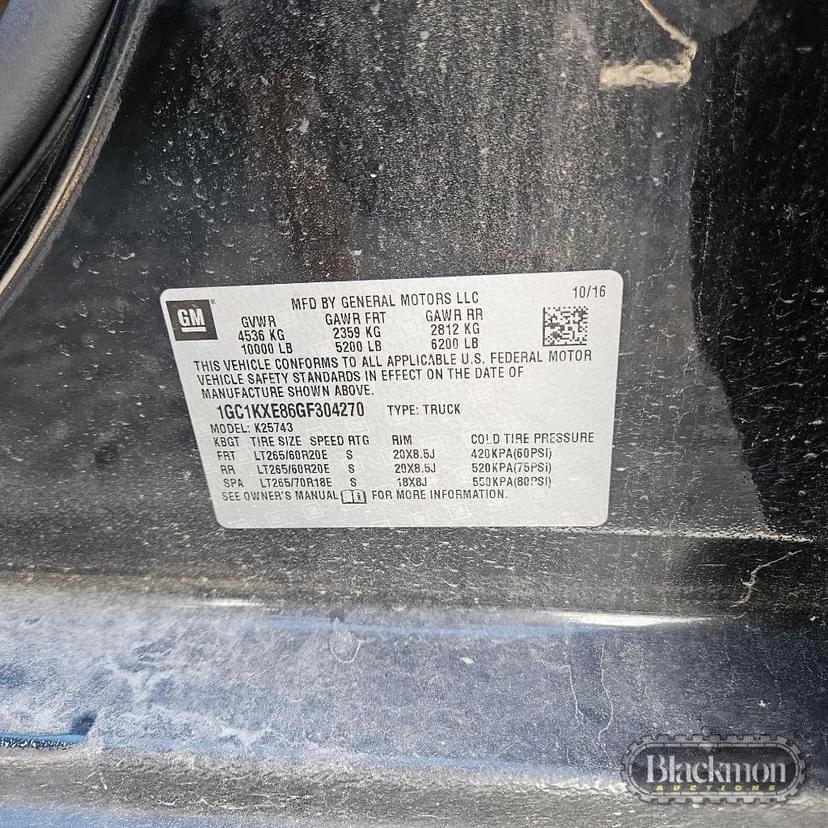 GM
MFD BY GENERAL MOTORS LLC 10/16
GVWR GAWR FRT GAWR RR
4536 KG 2359 KG 2812 KG
10000 LB 5200 LB 6200 LB
THIS VEHICLE CONFORMS TO ALL APPLICABLE U.S. FEDERAL MOTOR
VEHICLE SAFETY STANDARDS IN EFFECT ON THE DATE OF
MANUFACTURE SHOWN ABOVE.
1GC1KXE86GF304270 TYPE: TRUCK
MODEL: K25743
KBGT TIRE SIZE SPEED RTG RIM COLD TIRE PRESSURE
FRT LT265/60R20E S 20X8.5J 420KPA(60PSI)
RR LT265/60R20E S 20X8.5J 520KPA(75PSI)
SPA LT265/70R18E S 18X8J 550KPA(80PSI)
SEE OWNER'S MANUAL FOR MORE INFORMATION.
Blackmon
AUCTIONS